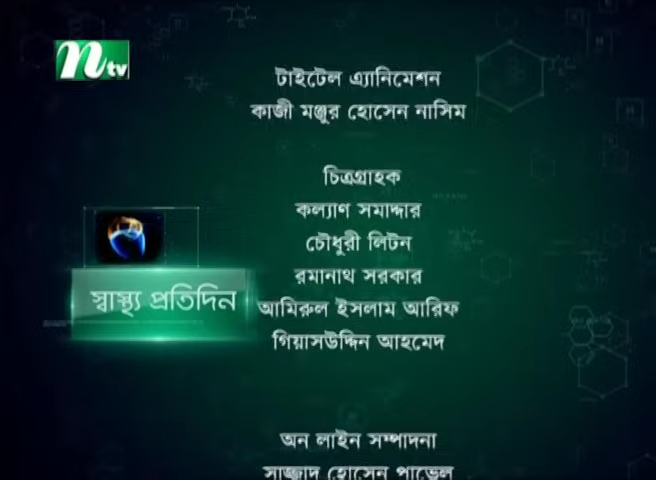 ntv
টাইটেল এ্যানিমেশন
কাজী মঞ্জুর হোসেন নাসিম
চিত্রগ্রাহক
কল্যাণ সমাদ্দার
চৌধুরী লিটন
রমানাথ সরকার
স্বাস্থ্য প্রতিদিন
আমিরুল ইসলাম আরিফ
গিয়াসউদ্দিন আহমেদ
অন লাইন সম্পাদনা
সাজ্জাদ হোসেন পাভেল